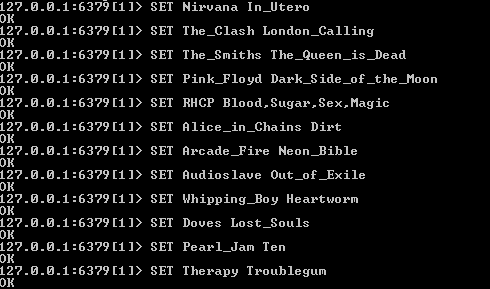 127.0.0.1:6379[1]> SET Nirvana In_Utero
OK
127.0.0.1:6379[1]> SET The_Clash London_Calling
OK
127.0.0.1:6379[1]> SET The_Smiths The_Queen_is_Dead
OK
127.0.0.1:6379[1]> SET Pink_Floyd Dark_Side_of_the_Moon
OK
127.0.0.1:6379[1]> SET RHCP Blood,Sugar,Sex,Magic
OK
127.0.0.1:6379[1]> SET Alice_in_Chains Dirt
OK
127.0.0.1:6379[1]> SET Arcade_Fire Neon_Bible
OK
127.0.0.1:6379[1]> SET Audioslave Out_of_Exile
OK
127.0.0.1:6379[1]> SET Whipping_Boy Heartworm
OK
127.0.0.1:6379[1]> SET Doves Lost_Souls
OK
127.0.0.1:6379[1]> SET Pearl_Jam Ten
OK
127.0.0.1:6379[1]> SET Therapy Troublegum
OK